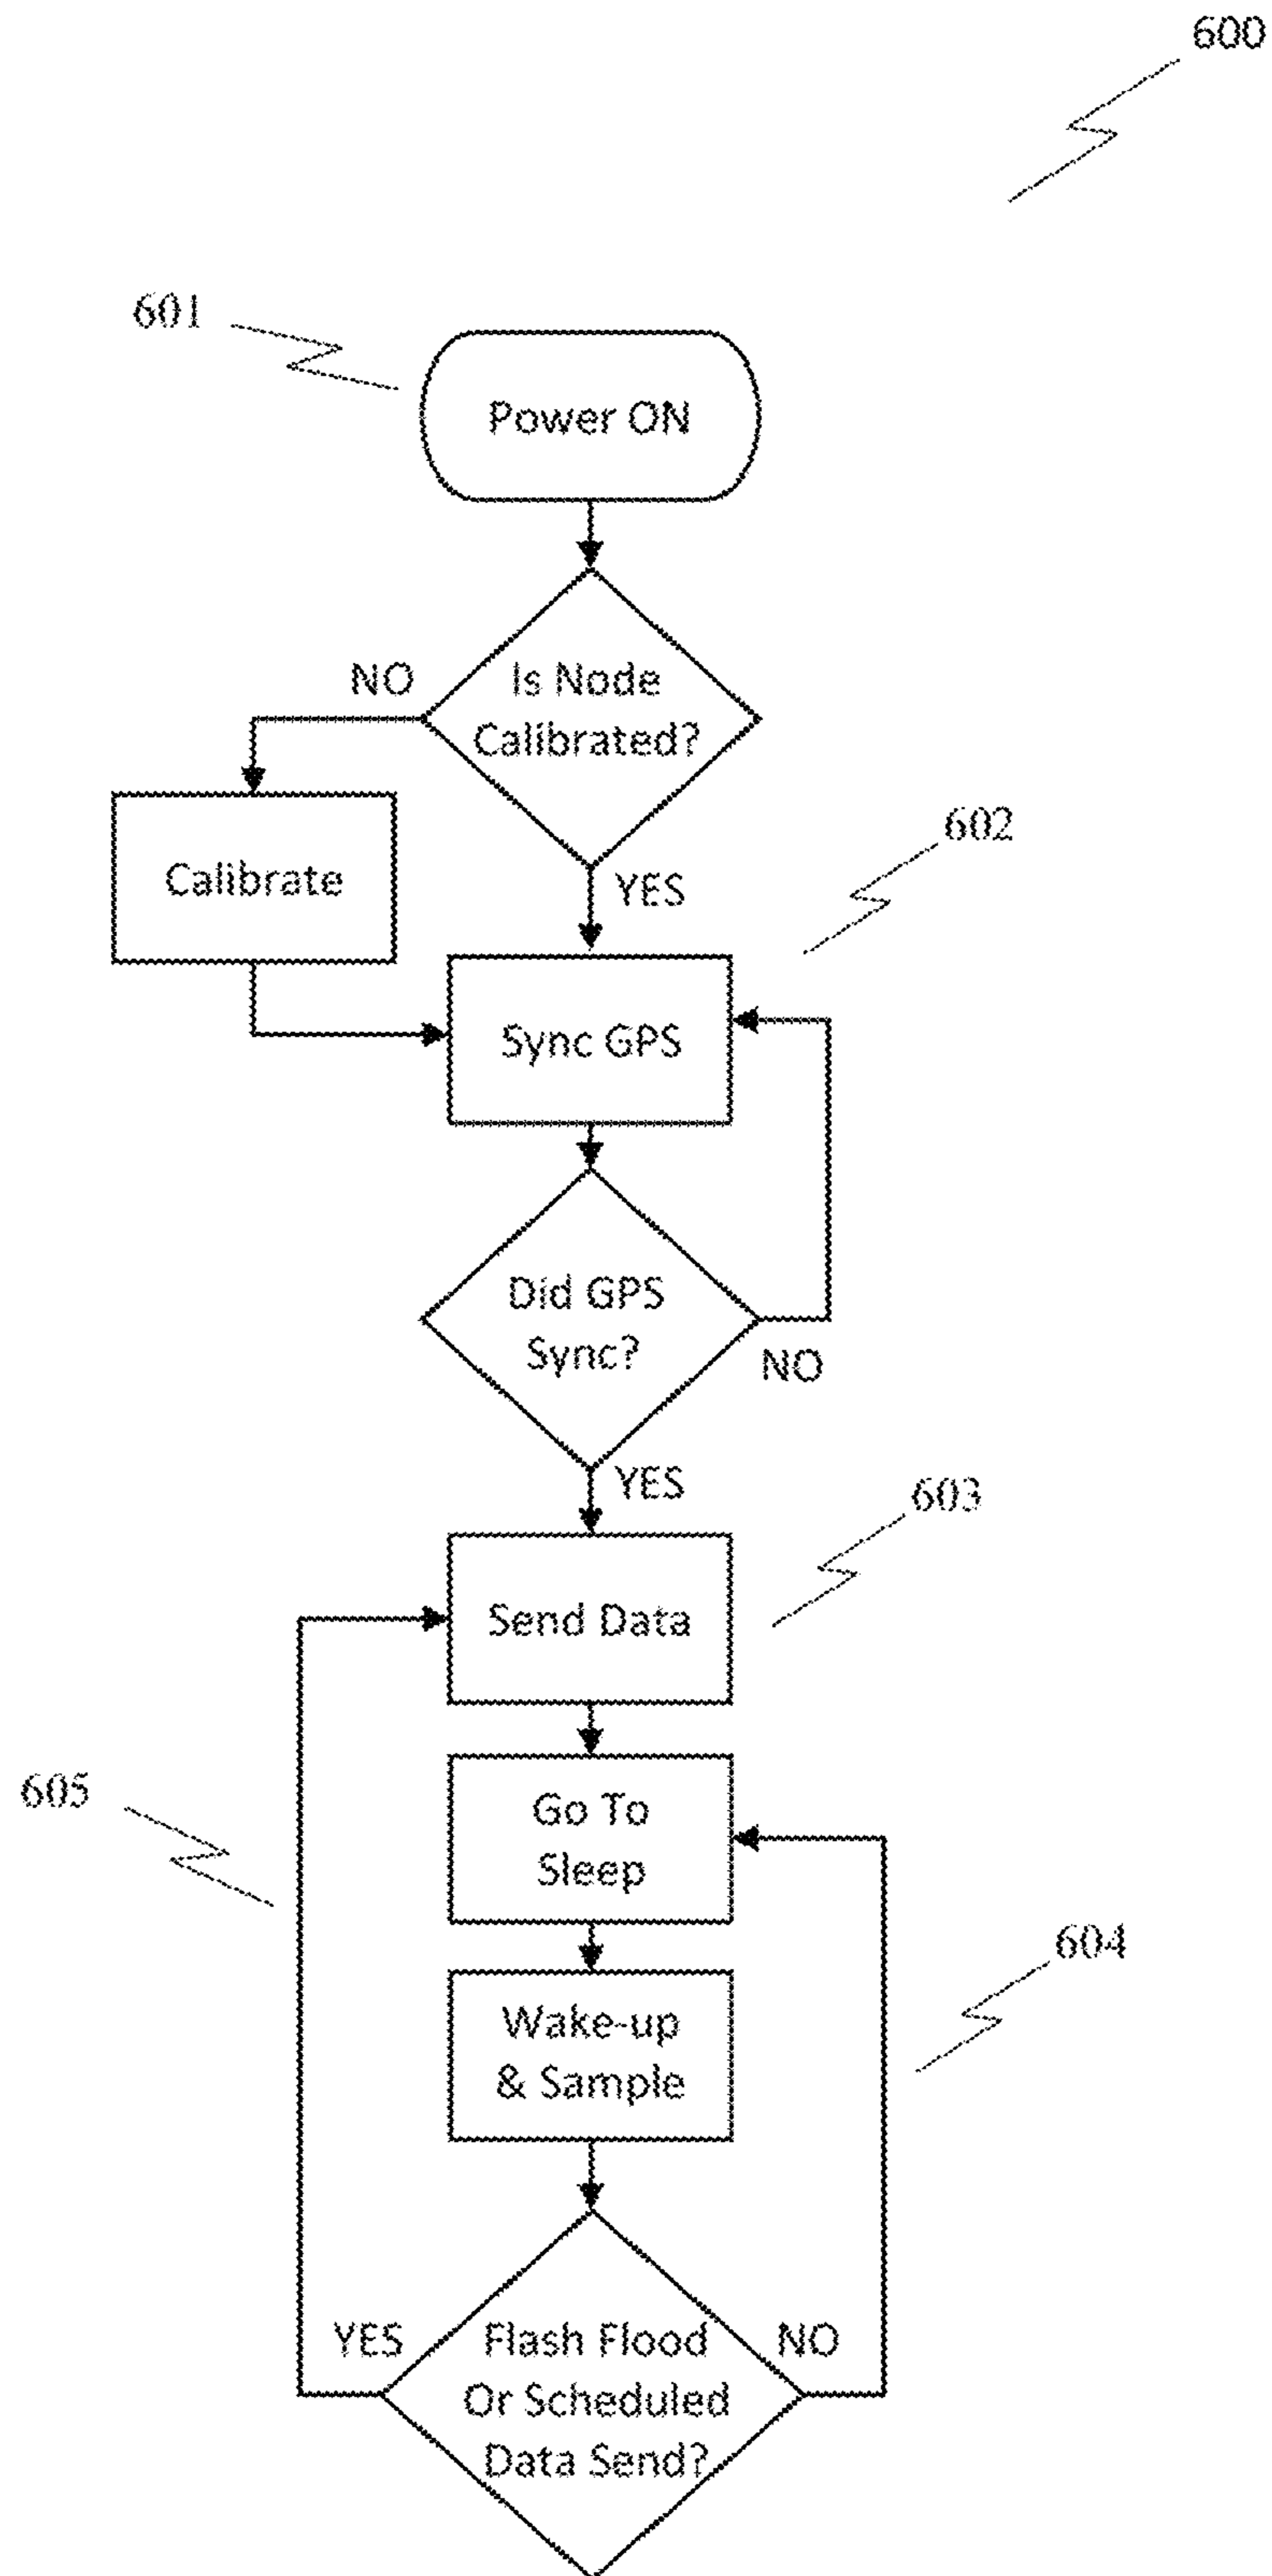 600
601
Power ON
NO
Is Node
Calibrated?
602
Calibrate
YES
Sync GPS
Did GPS
Sync?
NO
YES
603
Send Data
605
Go To
Sleep
604
Wake-up
& Sample
YES
Flash Flood
NO
Or Scheduled
Data Send?